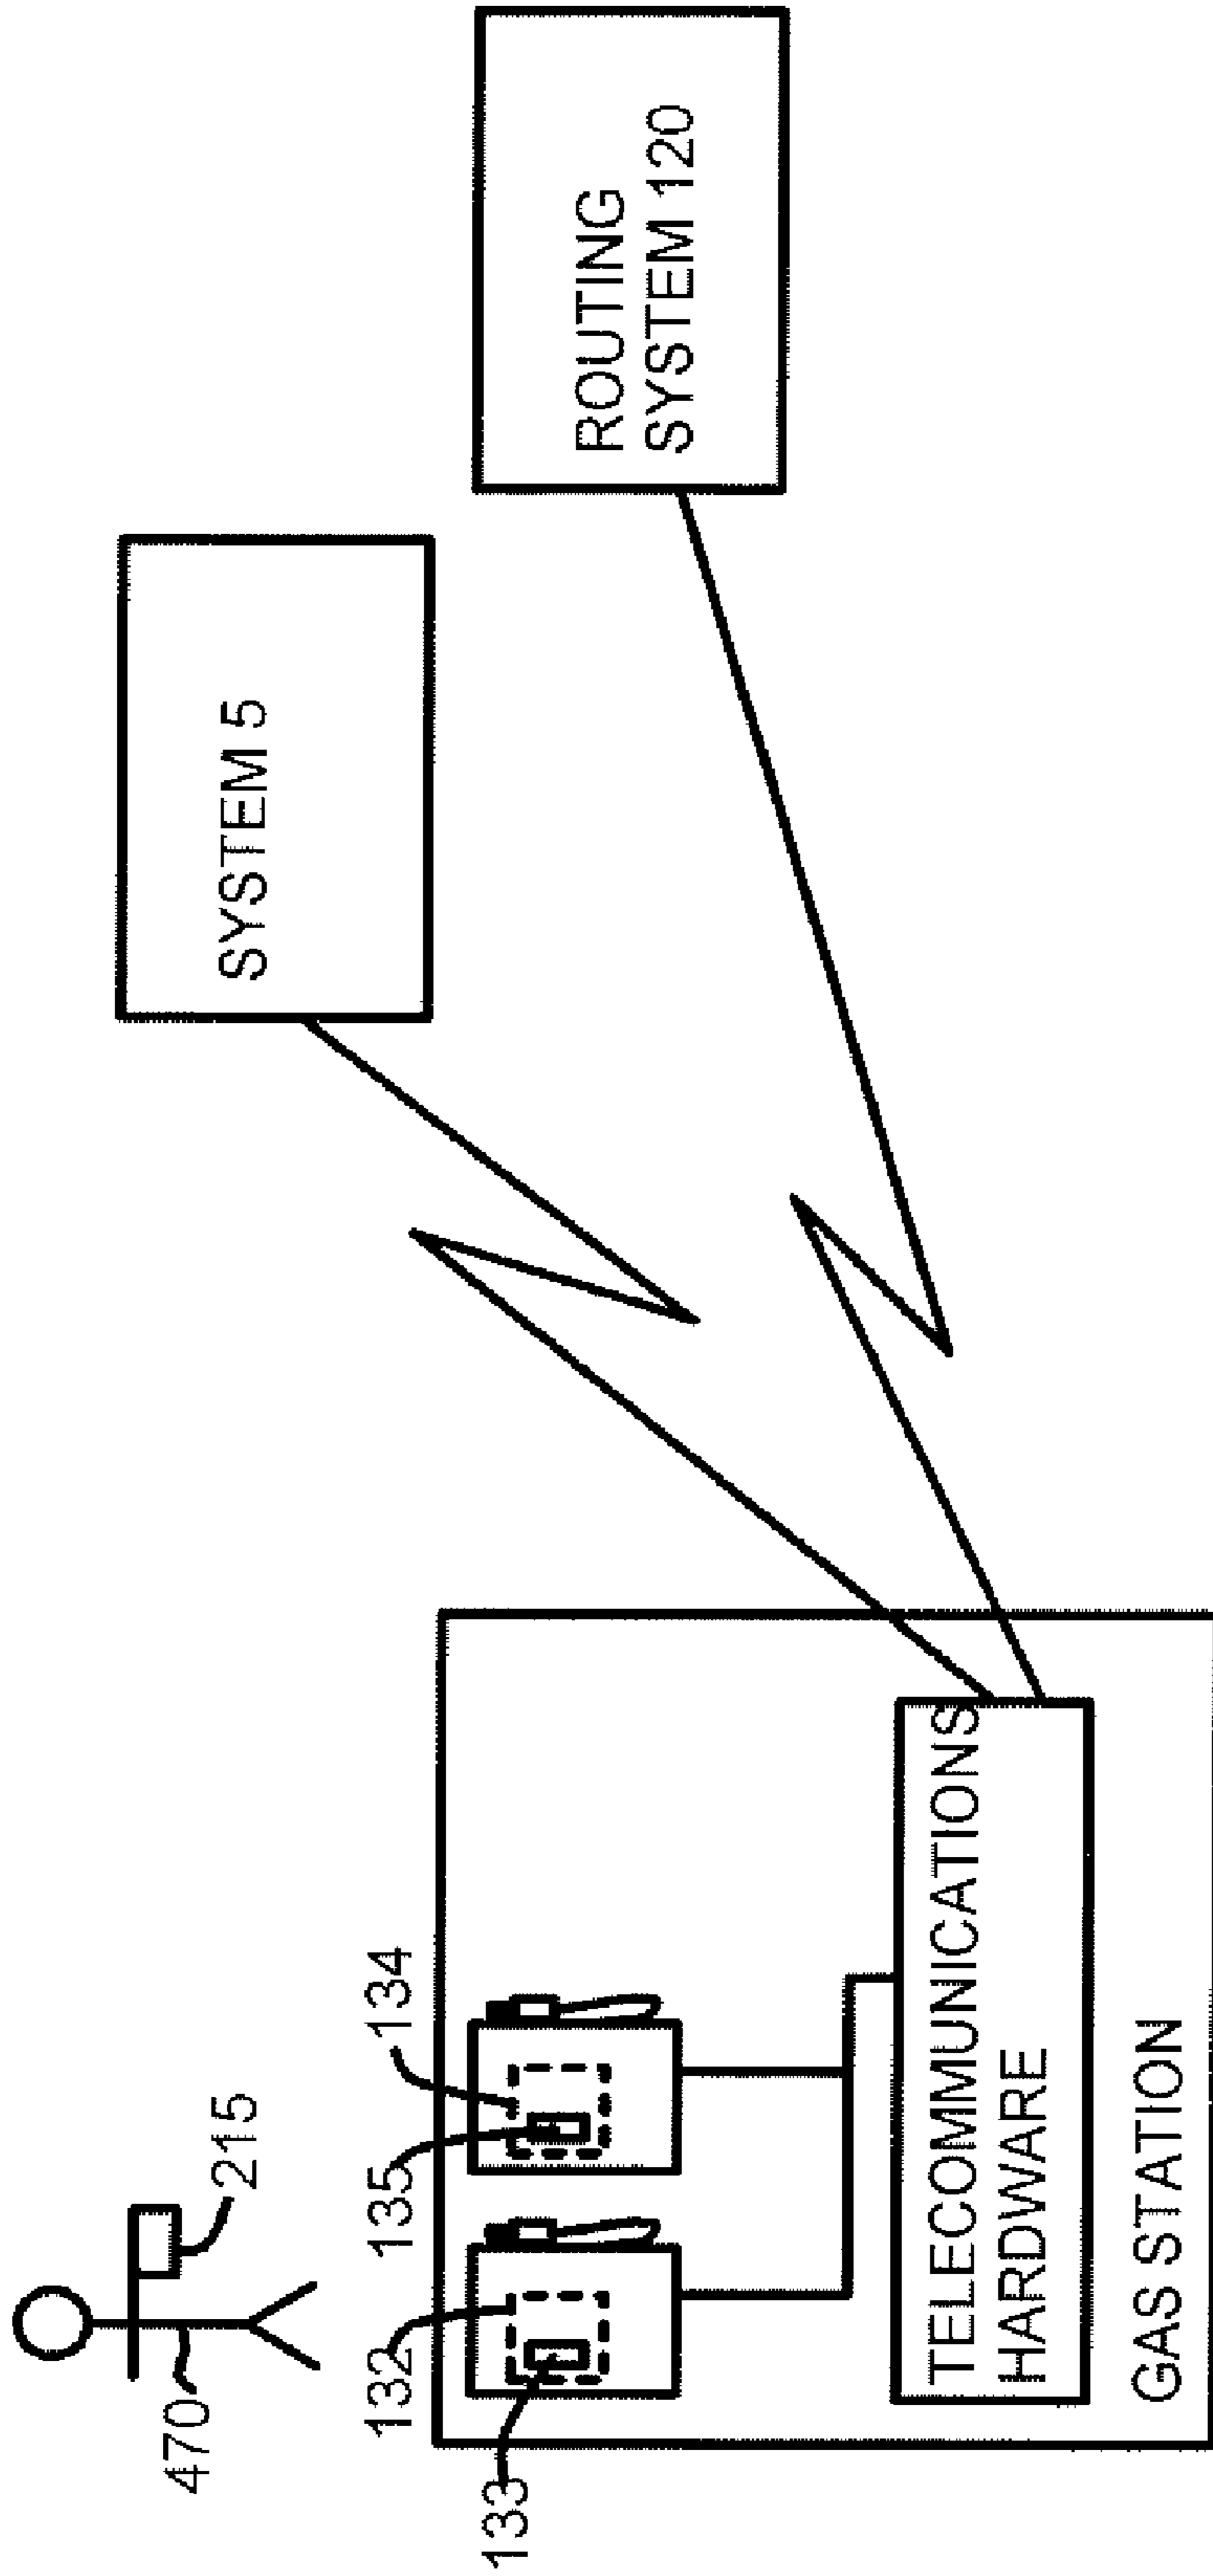 470
215
SYSTEM 5
ROUTING
SYSTEM 120
133
132
135
134
TELECOMMUNICATIONS
HARDWARE
GAS STATION